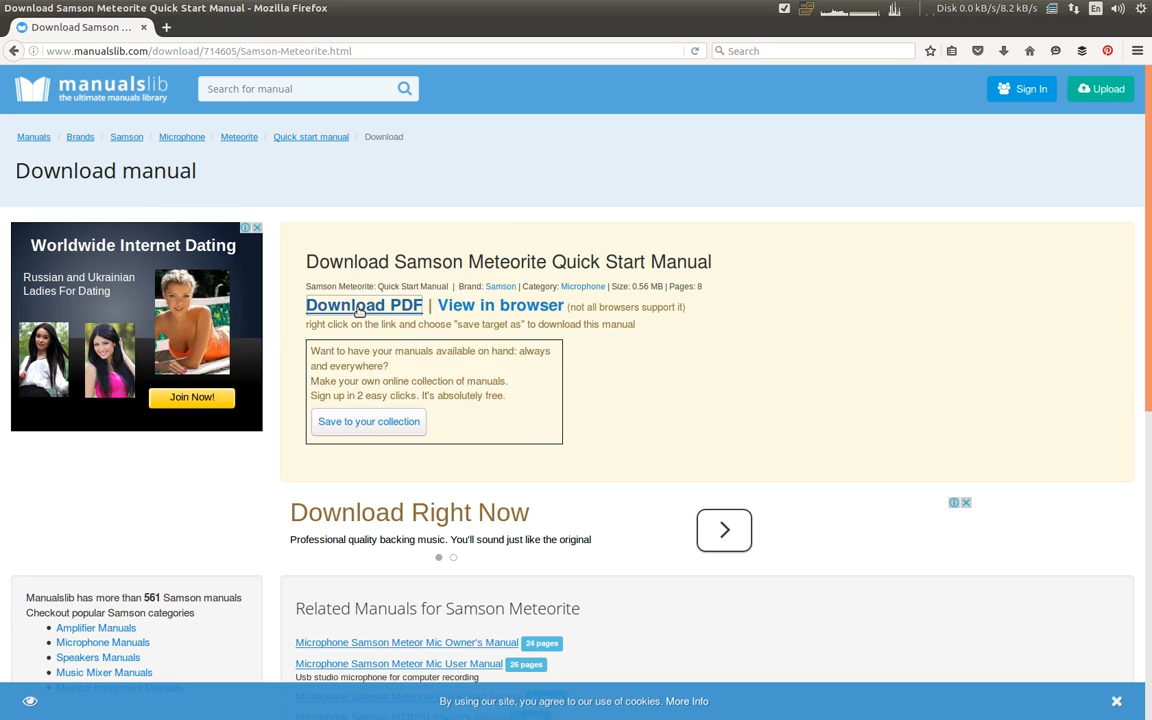 Download Samson Meteorite Quick Start Manual - Mozilla Firefox
Disk 0.0 kB/s/8.2 kB/s
En
Download Samson ...
www.manualslib.com/download/714605/Samson-Meteorite.html
Search
manualslib
the ultimate manuals library
Search for manual
Sign In
Upload
Manuals / Brands / Samson / Microphone / Meteorite / Quick start manual / Download
Download manual
Worldwide Internet Dating
Russian and Ukrainian
Ladies For Dating
Join Now!
Download Samson Meteorite Quick Start Manual
Samson Meteorite: Quick Start Manual | Brand: Samson | Category: Microphone | Size: 0.56 MB | Pages: 8
Download PDF | View in browser (not all browsers support it)
right click on the link and choose "save target as" to download this manual
Want to have your manuals available on hand: always
and everywhere?
Make your own online collection of manuals.
Sign up in 2 easy clicks. It's absolutely free.
Save to your collection
Download Right Now
Professional quality backing music. You'll sound just like the original
Manualslib has more than 561 Samson manuals
Checkout popular Samson categories
Amplifier Manuals
Microphone Manuals
Speakers Manuals
Music Mixer Manuals
Musical Instrument Manuals
Related Manuals for Samson Meteorite
Microphone Samson Meteor Mic Owner's Manual 24 pages
Microphone Samson Meteor Mic User Manual 26 pages
Usb studio microphone for computer recording
By using our site, you agree to our use of cookies. More Info